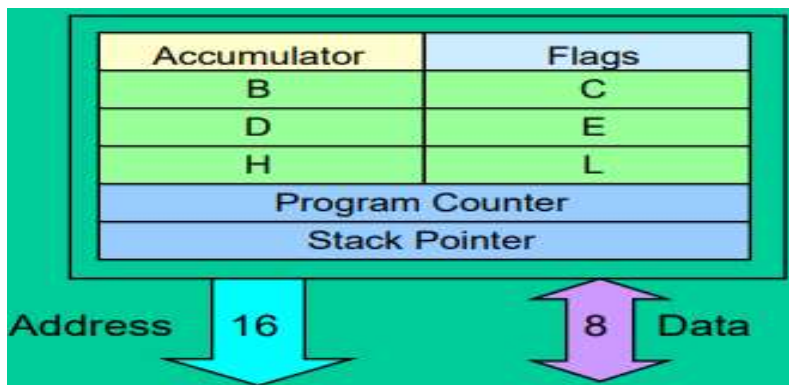 Accumulator Flags
B C
D E
H L
Program Counter
Stack Pointer
Address 16 8 Data